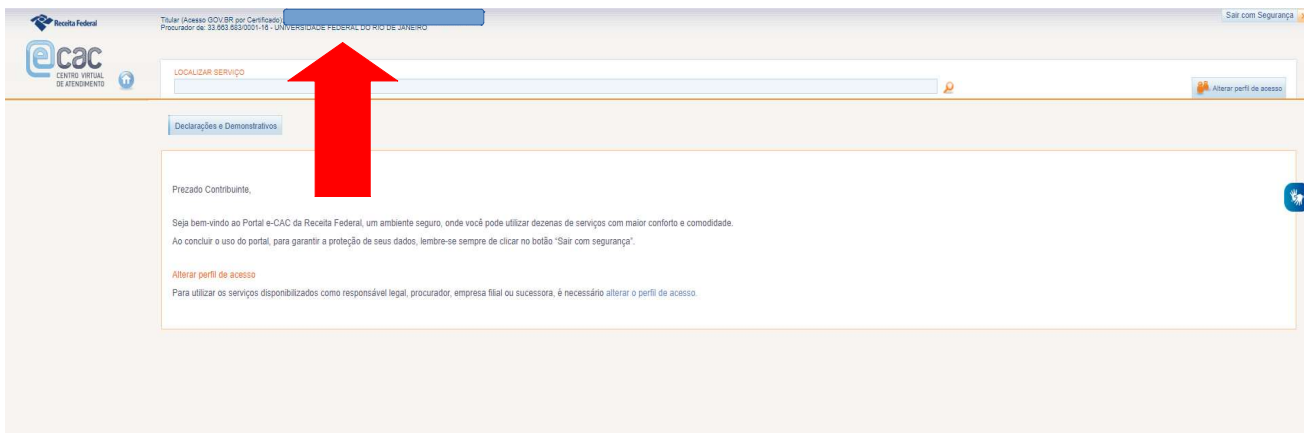 Receita Federal
Titular (Acesso GOV.BR por Certificado):
Procurador de: 33.663.683/0001-16 - UNIVERSIDADE FEDERAL DO RIO DE JANEIRO
Sair com Segurança
ecac
CENTRO VIRTUAL
DE ATENDIMENTO
LOCALIZAR SERVIÇO
Alterar perfil de acesso
Declarações e Demonstrativos
Prezado Contribuinte,
Seja bem-vindo ao Portal e-CAC da Receita Federal, um ambiente seguro, onde você pode utilizar dezenas de serviços com maior conforto e comodidade.
Ao concluir o uso do portal, para garantir a proteção de seus dados, lembre-se sempre de clicar no botão "Sair com segurança".
Alterar perfil de acesso
Para utilizar os serviços disponibilizados como responsável legal, procurador, empresa filial ou sucessora, é necessário alterar o perfil de acesso.